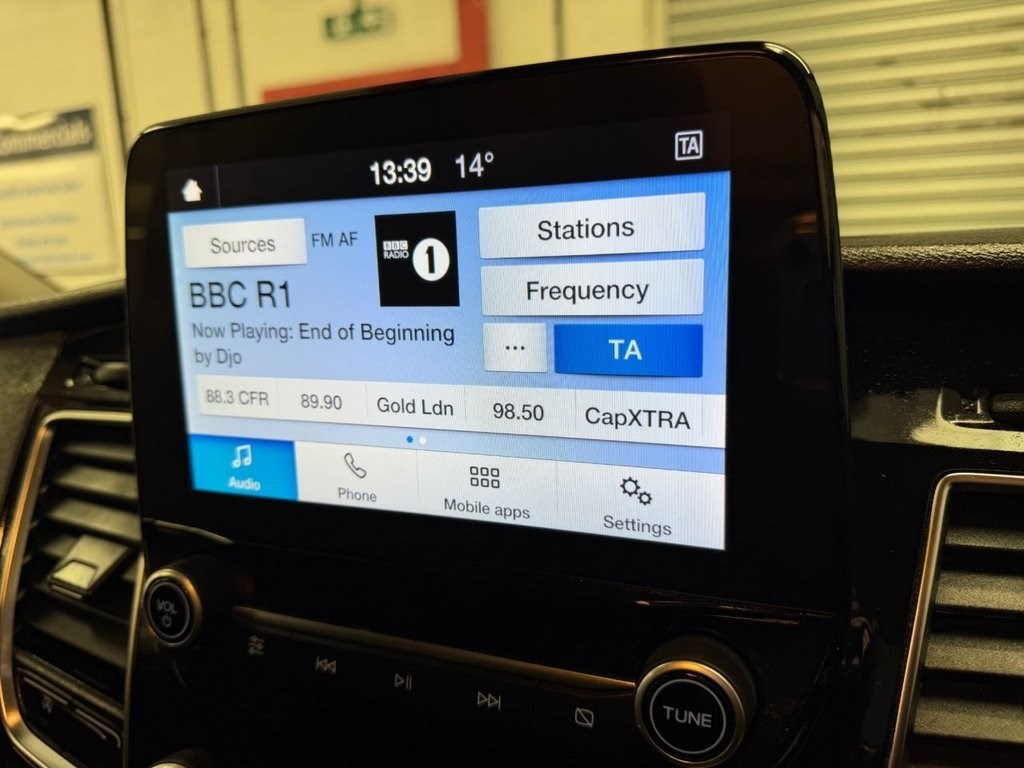 Commercials
13:39 14°
TA
Sources
FM AF
BBC
RADIO
1
Stations
BBC R1
Frequency
Now Playing: End of Beginning
by Djo
...
TA
88.3 CFR
89.90
Gold Ldn
98.50
CapXTRA
Audio
Phone
Mobile apps
Settings
VOL
TUNE